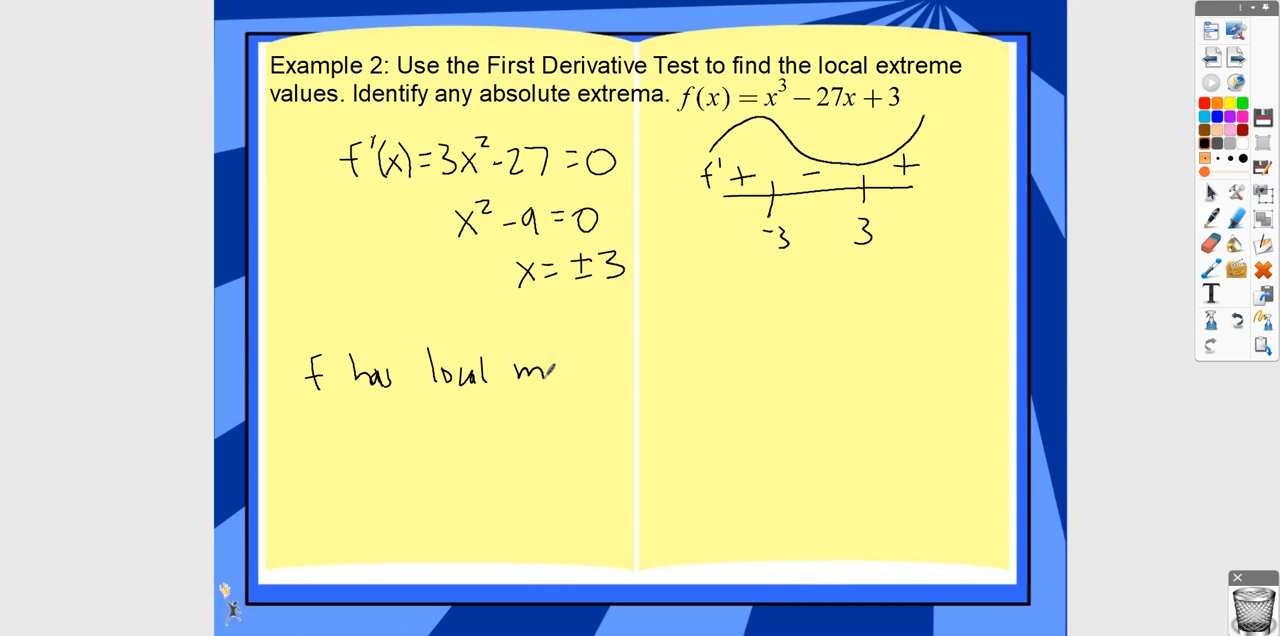 Example 2: Use the First Derivative Test to find the local extreme
values. Identify any absolute extrema. f(x) = x³ − 27x + 3
f'(x) = 3x² - 27 = 0
x² - 9 = 0
x = ± 3
f' + - +
-3 3
f has local m
T